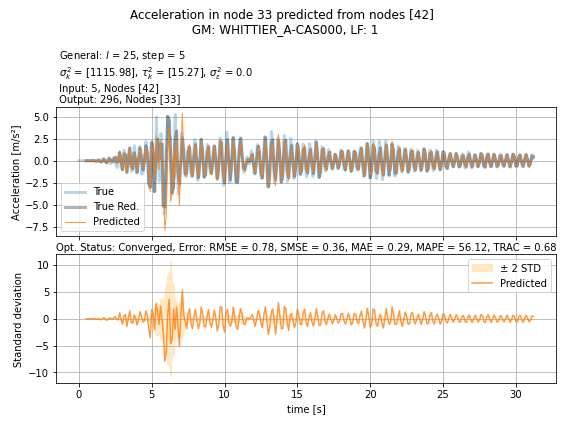 Acceleration in node 33 predicted from nodes [42]
GM: WHITTIER_A-CAS000, LF: 1
General: l = 25, step = 5
σ²ₖ = [1115.98], τ²ₖ = [15.27], σ²_ε = 0.0
Input: 5, Nodes [42]
Output: 296, Nodes [33]
Acceleration [m/s²]
5.0
2.5
0.0
−2.5
−5.0
−7.5
True
True Red.
Predicted
Opt. Status: Converged, Error: RMSE = 0.78, SMSE = 0.36, MAE = 0.29, MAPE = 56.12, TRAC = 0.68
Standard deviation
10
5
0
−5
−10
± 2 STD
Predicted
0 5 10 15 20 25 30
time [s]